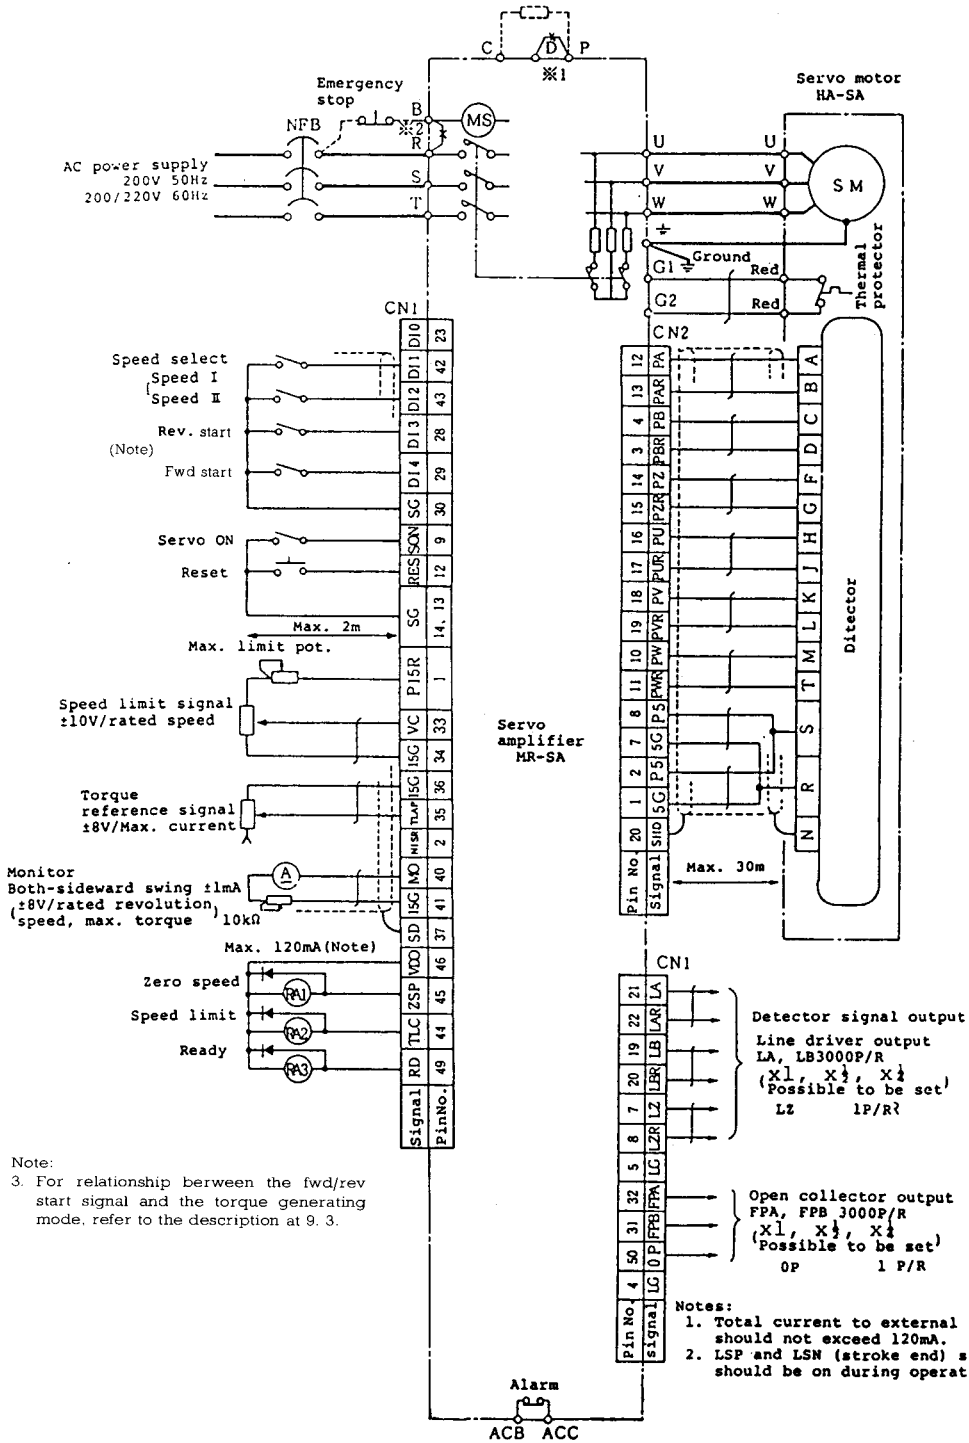 C D P
※1
Emergency
stop
Servo motor
HA-SA
B
※2
MS
NFB
R
U U
AC power supply
200V 50Hz
200/220V 60Hz
S
V V
SM
T
W W
Ground
G1 Red
G2 Red
Thermal
protector
CN1
DI0 23
Speed select
Speed I
Speed II
DI1 42
DI2 43
Rev. start
(Note)
DI3 28
Fwd start
DI4 29
SG 30
Servo ON
SON 9
Reset
RES 12
SG 14, 13
Max. 2m
Max. limit pot.
P15R 1
Speed limit signal
±10V/rated speed
VC 33
15G 34
15G 36
Torque
reference signal
±8V/Max. current
TLAP 35
NISR 2
Monitor
Both-sideward swing ±1mA
(±8V/rated revolution
speed, max. torque)
10kΩ
A
MO 40
15G 41
SD 37
Max. 120mA(Note)
VDO 46
Zero speed
RA1
ZSP 45
Speed limit
RA2
TLC 44
Ready
RA3
RD 49
Signal PinNo.
Servo
amplifier
MR-SA
CN2
12 PA A
13 PAR B
4 PB C
3 PBR D
14 PZ F
15 PZR G
16 PU H
17 PUR J
18 PV K
19 PVR L
10 PW M
11 PWR T
8 P5
7 5G S
2 P5
1 5G R
20 SHD N
Pin No. Signal
Max. 30m
Ditector
CN1
21 LA
22 LAR
19 LB
20 LBR
7 LZ
8 LZR
5 LG
32 FPA
31 FPB
50 OP
4 LG
Pin No. signal
Detector signal output
Line driver output
LA, LB3000P/R
(X1, X½, X¼
Possible to be set)
LZ 1P/R
Open collector output
FPA, FPB 3000P/R
(X1, X½, X¼
Possible to be set)
OP 1 P/R
Note:
3. For relationship berween the fwd/rev
start signal and the torque generating
mode, refer to the description at 9. 3.
Notes:
1. Total current to external
should not exceed 120mA.
2. LSP and LSN (stroke end) s
should be on during operat
Alarm
ACB ACC